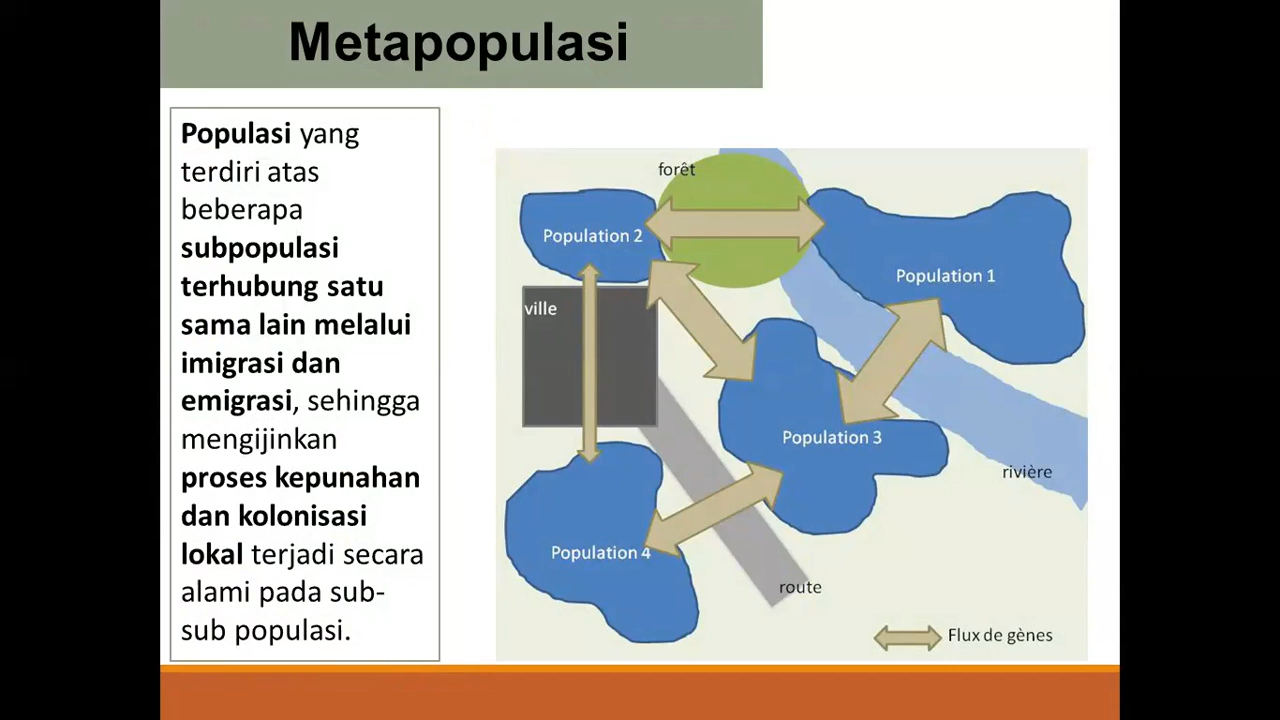 Metapopulasi
Populasi yang
terdiri atas
beberapa
subpopulasi
terhubung satu
sama lain melalui
imigrasi dan
emigrasi, sehingga
mengijinkan
proses kepunahan
dan kolonisasi
lokal terjadi secara
alami pada sub-
sub populasi.
forêt
Population 2
Population 1
ville
Population 3
rivière
Population 4
route
Flux de gènes